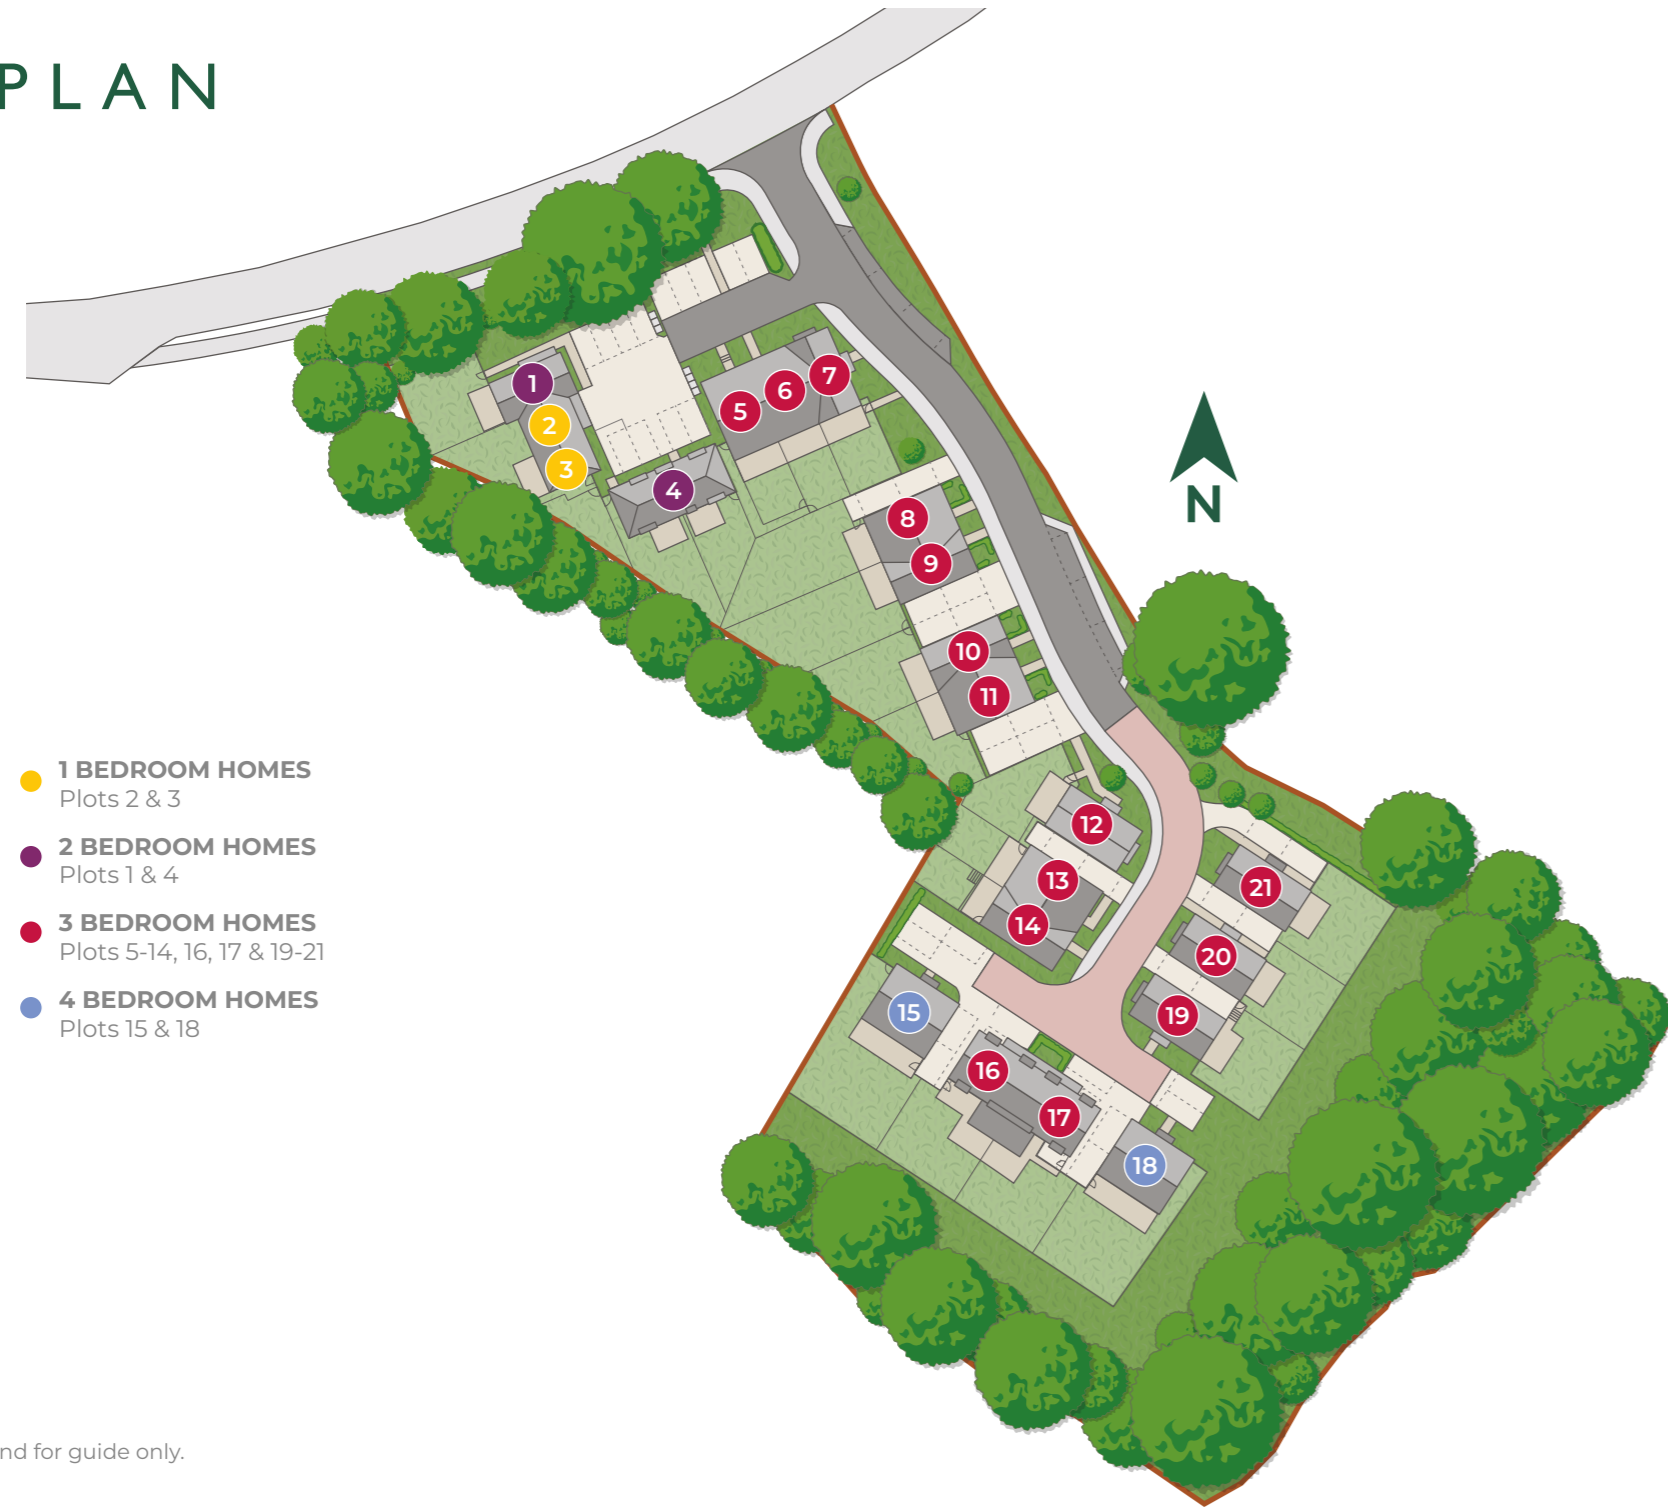 PLAN
1
2
3
4
5
6
7
8
9
10
11
12
13
14
15
16
17
18
19
20
21
N
1 BEDROOM HOMES
Plots 2 & 3
2 BEDROOM HOMES
Plots 1 & 4
3 BEDROOM HOMES
Plots 5-14, 16, 17 & 19-21
4 BEDROOM HOMES
Plots 15 & 18
for guide only.